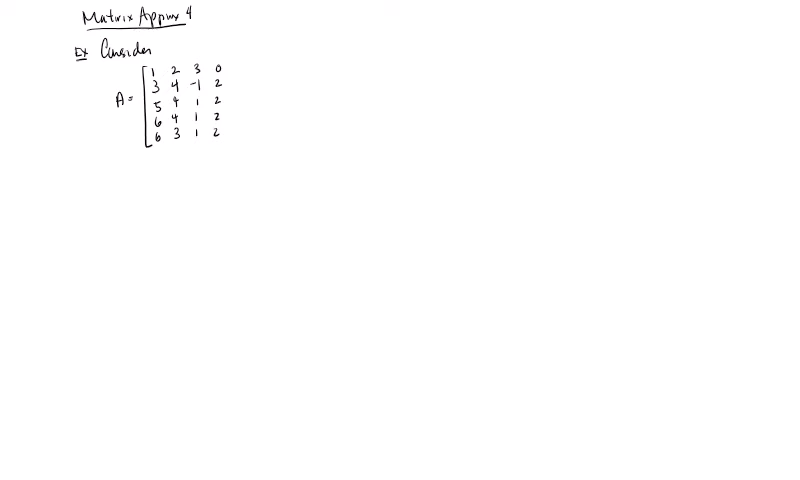 Matrix Approx 4
Ex Consider
1 2 3 0
3 4 -1 2
A = 5 4 1 2
6 4 1 2
6 3 1 2